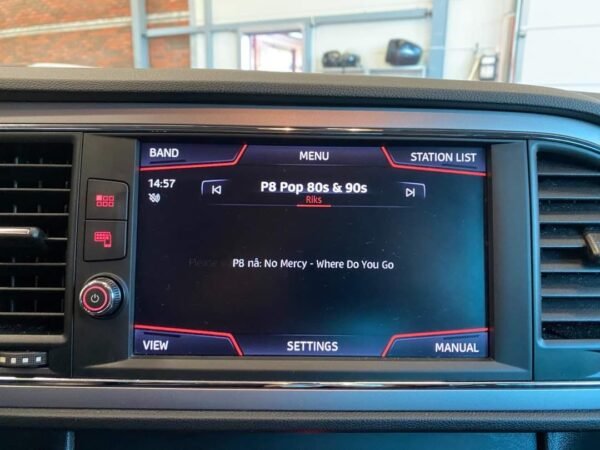 BAND
MENU
STATION LIST
14:57
P8 Pop 80s & 90s
Riks
Please
P8 nå: No Mercy - Where Do You Go
VIEW
SETTINGS
MANUAL